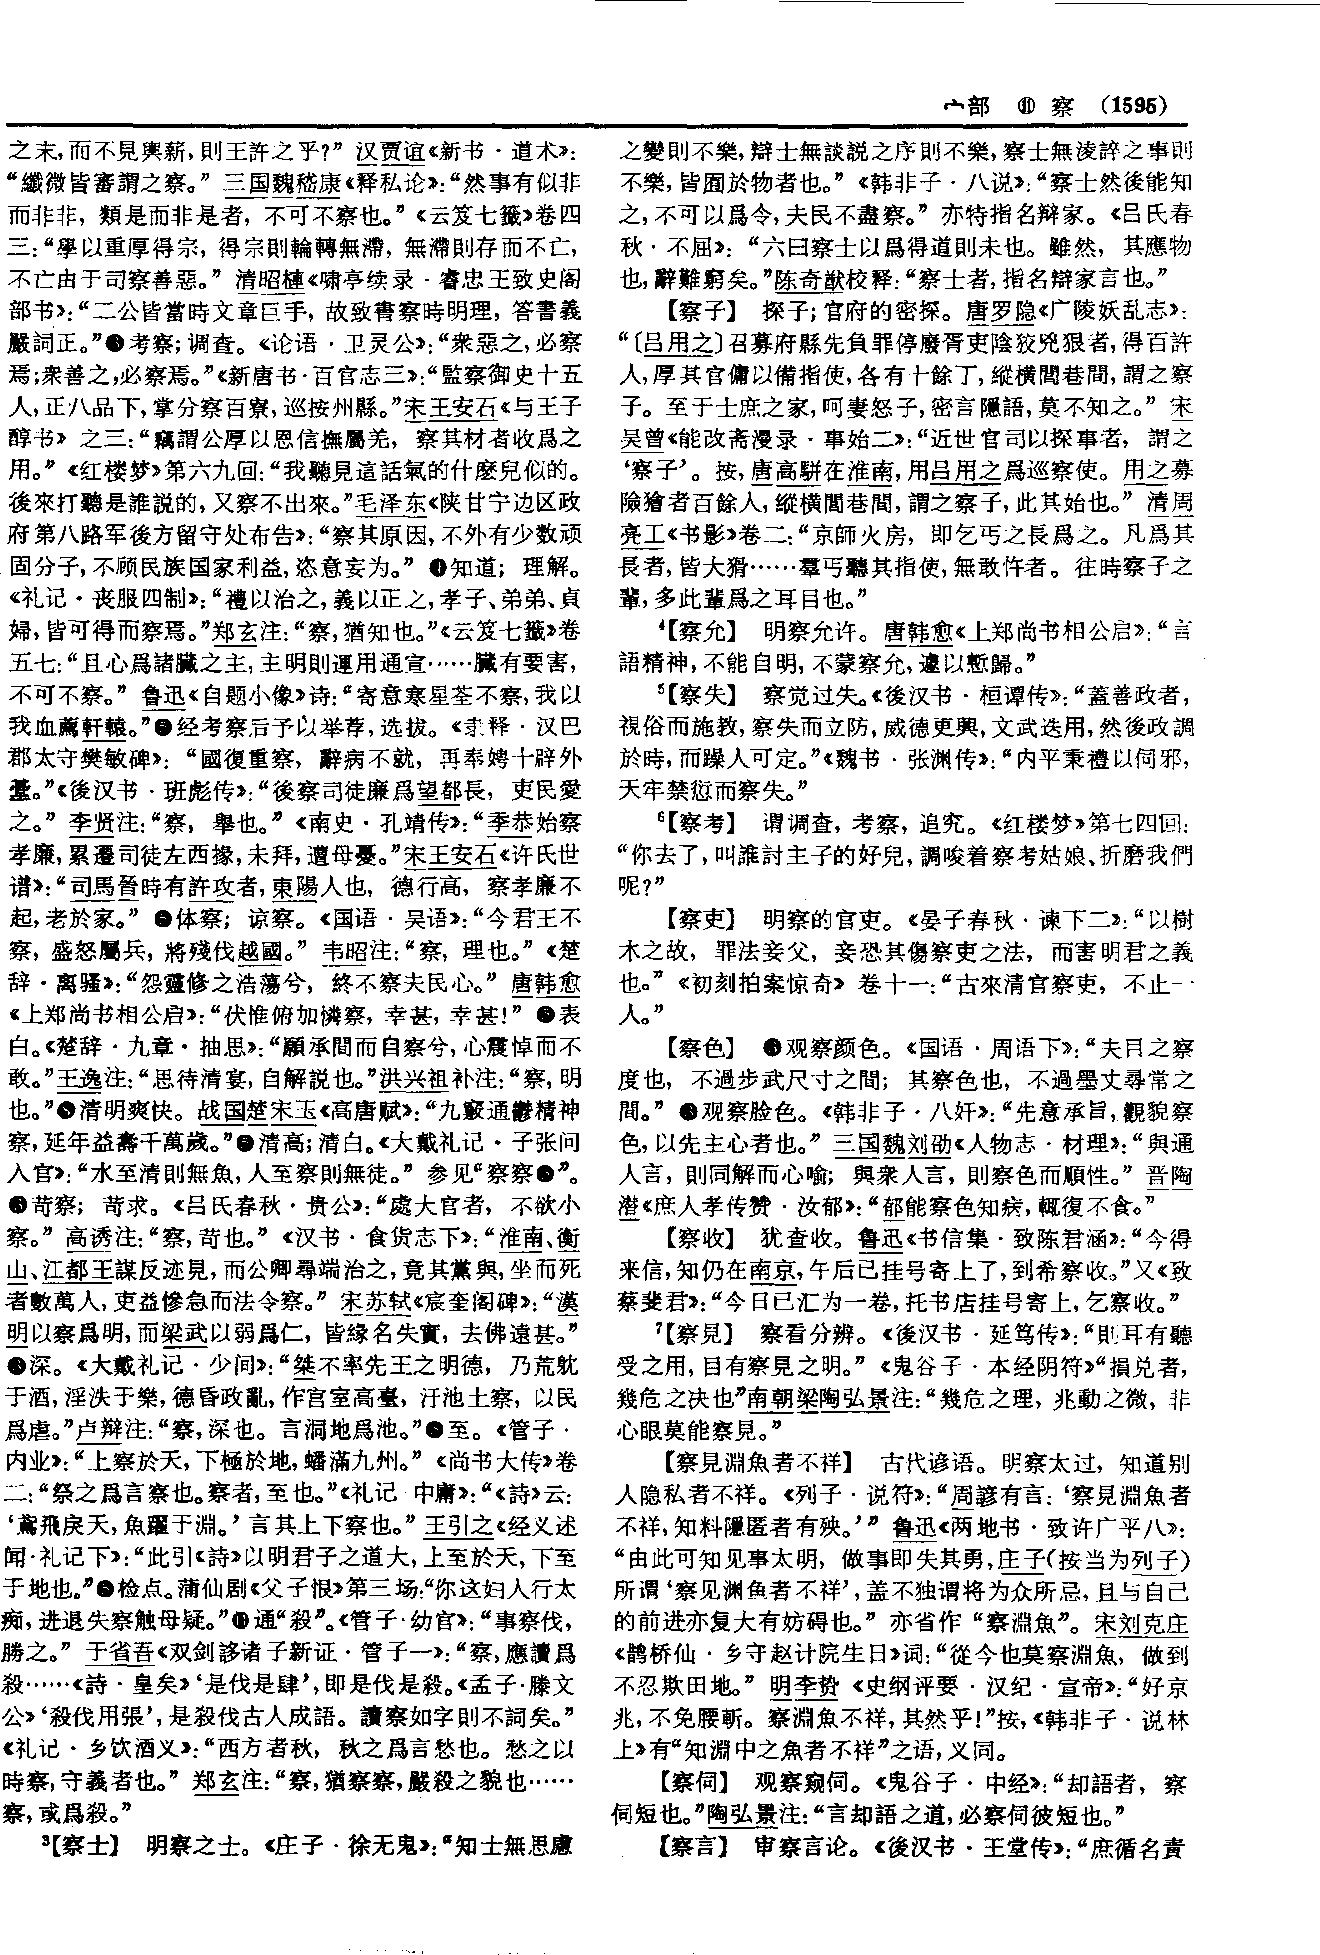 宀部 ⑪ 察 (1595)
之末,而不見輿薪,則王許之乎?” 汉贾谊《新书·道术》:
“纖微皆審謂之察。” 三国魏嵇康《释私论》:“然事有似非
而非非, 類是而非是者, 不可不察也。”《云笈七籤》卷四
三:“學以重厚得宗, 得宗則輪轉無滯, 無滯則存而不亡,
不亡由于司察善惡。” 清昭槤《啸亭续录·睿忠王致史阁
部书》:“二公皆當時文章巨手, 故致書察時明理, 答書義
嚴詞正。”❸考察;调查。《论语·卫灵公》:“衆惡之,必察
焉;衆善之,必察焉。”《新唐书·百官志三》:“監察御史十五
人,正八品下,掌分察百寮,巡按州縣。”宋王安石《与王子
醇书》之三:“竊謂公厚以恩信撫屬羌, 察其材者收爲之
用。”《红楼梦》第六九回:“我聽見這話氣的什麽兒似的。
後來打聽是誰説的,又察不出來。”毛泽东《陕甘宁边区政
府第八路军後方留守处布告》:“察其原因,不外有少数顽
固分子,不顾民族国家利益,恣意妄为。” ❹知道; 理解。
《礼记·丧服四制》:“禮以治之,義以正之,孝子、弟弟、貞
婦,皆可得而察焉。”郑玄注:“察,猶知也。”《云笈七籤》卷
五七:“且心爲諸臟之主,主明則運用通宣……臟有要害,
不可不察。” 鲁迅《自题小像》诗:“寄意寒星荃不察,我以
我血薦軒轅。”❺经考察后予以举荐,选拔。《隶释·汉巴
郡太守樊敏碑》: “國復重察, 辭病不就, 再奉娉十辟外
臺。”《後汉书·班彪传》:“後察司徒廉爲望都長, 吏民愛
之。” 李贤注:“察, 舉也。”《南史·孔靖传》:“季恭始察
孝廉,累遷司徒左西掾,未拜,遭母憂。”宋王安石《许氏世
谱》:“司馬晉時有許攻者,東陽人也, 德行高, 察孝廉不
起,老於家。” ❻体察; 谅察。《国语·吴语》:“今君王不
察, 盛怒屬兵, 將殘伐越國。” 韦昭注:“察, 理也。”《楚
辞·离骚》:“怨靈修之浩蕩兮, 終不察夫民心。” 唐韩愈
《上郑尚书相公启》:“伏惟俯加憐察, 幸甚, 幸甚!” ❼表
白。《楚辞·九章·抽思》:“願承間而自察兮,心震悼而不
敢。”王逸注:“思待清宴,自解説也。”洪兴祖补注:“察,明
也。”❽清明爽快。战国楚宋玉《高唐赋》:“九竅通鬱精神
察,延年益壽千萬歲。”❾清高;清白。《大戴礼记·子张问
入官》:“水至清則無魚,人至察則無徒。” 参见“察察❷”。
❿苛察; 苛求。《吕氏春秋·贵公》:“處大官者, 不欲小
察。” 高诱注:“察,苛也。”《汉书·食货志下》:“淮南、衡
山、江都王謀反迹見,而公卿尋端治之,竟其黨與,坐而死
者數萬人,吏益慘急而法令察。” 宋苏轼《宸奎阁碑》:“漢
明以察爲明,而梁武以弱爲仁, 皆緣名失實, 去佛遠甚。”
⓫深。《大戴礼记·少间》:“桀不率先王之明德, 乃荒躭
于酒,淫泆于樂,德昏政亂,作宫室高臺, 汙池土察, 以民
爲虐。”卢辩注:“察,深也。言洞地爲池。”⓬至。《管子·
内业》:“上察於天,下極於地,蟠滿九州。”《尚书大传》卷
二:“祭之爲言察也。察者,至也。”《礼记·中庸》:“《詩》云:
‘鳶飛戾天,魚躍于淵。’言其上下察也。” 王引之《经义述
闻·礼记下》:“此引《詩》以明君子之道大,上至於天,下至
于地也。”⓭检点。蒲仙剧《父子恨》第三场:“你这妇人行太
痴,进退失察触母疑。”⓮通“殺”。《管子·幼官》:“事察伐,
勝之。” 于省吾《双剑誃诸子新证·管子一》:“察,應讀爲
殺……《詩·皇矣》‘是伐是肆’,即是伐是殺。《孟子·滕文
公》‘殺伐用張’,是殺伐古人成語。讀察如字則不詞矣。”
《礼记·乡饮酒义》:“西方者秋, 秋之爲言愁也。愁之以
時察,守義者也。” 郑玄注:“察,猶察察,嚴殺之貌也……
察,或爲殺。”
³【察士】 明察之士。《庄子·徐无鬼》:“知士無思慮
之變則不樂,辯士無談説之序則不樂,察士無淩誶之事則
不樂,皆囿於物者也。”《韩非子·八说》:“察士然後能知
之,不可以爲令,夫民不盡察。” 亦特指名辩家。《吕氏春
秋·不屈》: “六曰察士以爲得道則未也。雖然, 其應物
也,辭難窮矣。”陈奇猷校释:“察士者,指名辩家言也。”
【察子】 探子;官府的密探。唐罗隐《广陵妖乱志》:
“〔吕用之〕召募府縣先負罪停廢胥吏陰狡兇狠者,得百許
人,厚其官傭以備指使,各有十餘丁,縱橫閭巷間,謂之察
子。至于士庶之家,呵妻怒子,密言隱語,莫不知之。” 宋
吴曾《能改斋漫录·事始二》:“近世官司以探事者, 謂之
‘察子’。按,唐高駢在淮南,用吕用之爲巡察使。用之募
險獪者百餘人,縱橫閭巷間,謂之察子,此其始也。” 清周
亮工《书影》卷二:“京師火房, 即乞丐之長爲之。凡爲其
長者,皆大猾……羣丐聽其指使,無敢忤者。往時察子之
輩,多此輩爲之耳目也。”
⁴【察允】 明察允许。唐韩愈《上郑尚书相公启》:“言
語精神,不能自明,不蒙察允,遽以慙歸。”
⁵【察失】 察觉过失。《後汉书·桓谭传》:“蓋善政者,
視俗而施教,察失而立防,威德更興,文武迭用,然後政調
於時,而躁人可定。”《魏书·张渊传》:“内平秉禮以伺邪,
天牢禁愆而察失。”
⁶【察考】 谓调查,考察,追究。《红楼梦》第七四回:
“你去了,叫誰討主子的好兒,調唆着察考姑娘、折磨我們
呢?”
【察吏】 明察的官吏。《晏子春秋·谏下二》:“以樹
木之故, 罪法妾父, 妾恐其傷察吏之法, 而害明君之義
也。”《初刻拍案惊奇》卷十一:“古來清官察吏, 不止一
人。”
【察色】 ❶观察颜色。《国语·周语下》:“夫目之察
度也, 不過步武尺寸之間; 其察色也, 不過墨丈尋常之
間。” ❷观察脸色。《韩非子·八奸》:“先意承旨,觀貌察
色,以先主心者也。” 三国魏刘劭《人物志·材理》:“與通
人言, 則同解而心喻; 與衆人言, 則察色而順性。” 晋陶
潜《庶人孝传赞·汝郁》:“郁能察色知病,輒復不食。”
【察收】 犹查收。鲁迅《书信集·致陈君涵》:“今得
来信,知仍在南京,午后已挂号寄上了,到希察收。”又《致
蔡斐君》:“今日已汇为一卷,托书店挂号寄上,乞察收。”
⁷【察見】 察看分辨。《後汉书·延笃传》:“則耳有聽
受之用,目有察見之明。”《鬼谷子·本经阴符》“損兑者,
幾危之决也”南朝梁陶弘景注:“幾危之理, 兆動之微, 非
心眼莫能察見。”
【察見淵魚者不祥】 古代谚语。明察太过, 知道别
人隐私者不祥。《列子·说符》:“周諺有言: ‘察見淵魚者
不祥,知料隱匿者有殃。’” 鲁迅《两地书·致许广平八》:
“由此可知见事太明, 做事即失其勇,庄子(按当为列子)
所谓‘察见渊鱼者不祥’,盖不独谓将为众所忌,且与自己
的前进亦复大有妨碍也。” 亦省作 “察淵魚”。宋刘克庄
《鹊桥仙·乡守赵计院生日》词:“從今也莫察淵魚, 做到
不忍欺田地。” 明李贽《史纲评要·汉纪·宣帝》:“好京
兆,不免腰斬。察淵魚不祥,其然乎!”按,《韩非子·说林
上》有“知淵中之魚者不祥”之语,义同。
【察伺】 观察窥伺。《鬼谷子·中经》:“却語者, 察
伺短也。”陶弘景注:“言却語之道,必察伺彼短也。”
【察言】 审察言论。《後汉书·王堂传》:“庶循名責